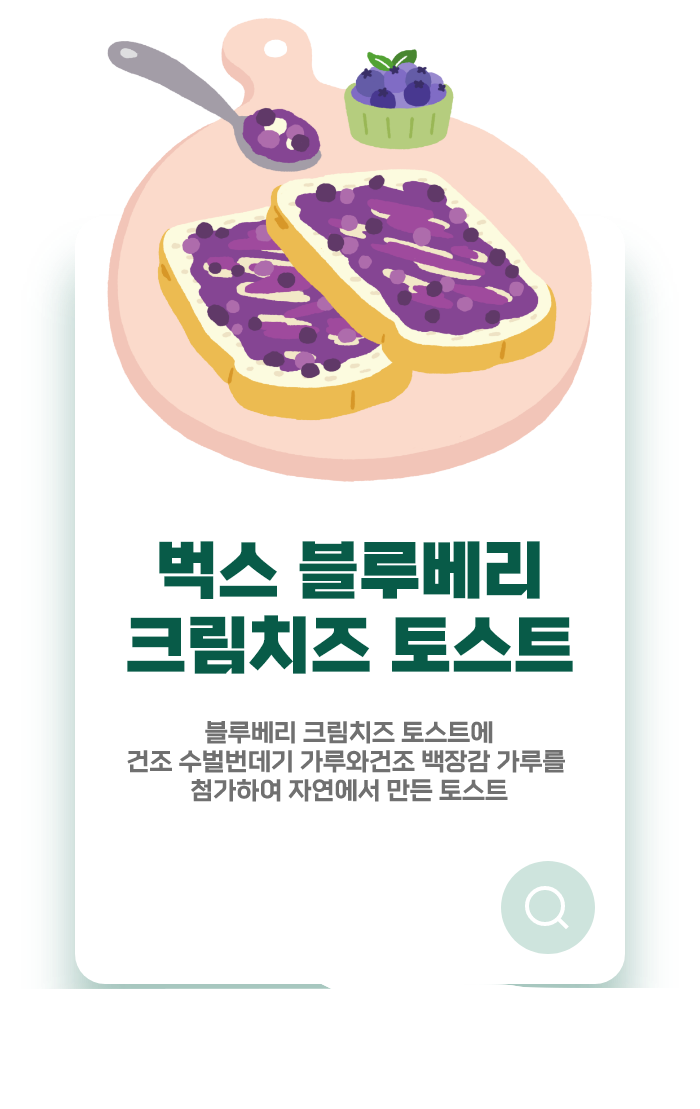 벅스 블루베리
크림치즈 토스트
블루베리 크림치즈 토스트에
건조 수벌번데기 가루와건조 백장감 가루를
첨가하여 자연에서 만든 토스트